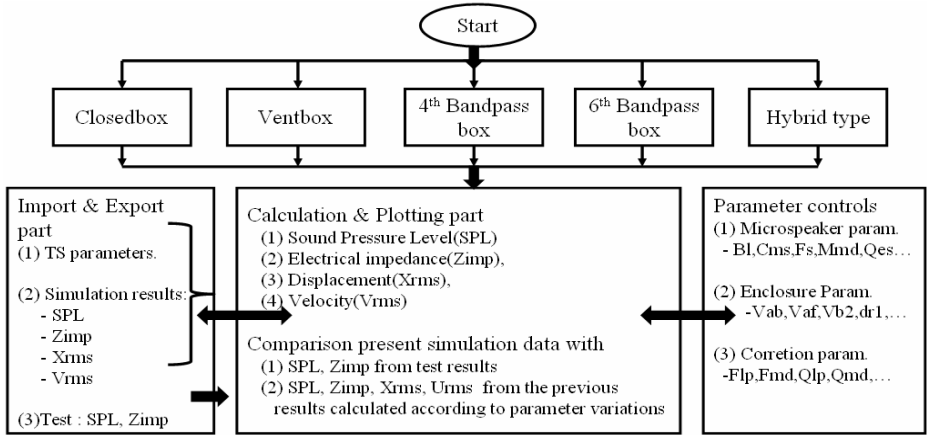 Start
Closedbox
Ventbox
4th Bandpass
box
6th Bandpass
box
Hybrid type
Import & Export
part
(1) TS parameters.
(2) Simulation results:
- SPL
- Zimp
- Xrms
- Vrms
(3)Test : SPL, Zimp
Calculation & Plotting part
(1) Sound Pressure Level(SPL)
(2) Electrical impedance(Zimp),
(3) Displacement(Xrms),
(4) Velocity(Vrms)
Comparison present simulation data with
(1) SPL, Zimp from test results
(2) SPL, Zimp, Xrms, Urms from the previous
results calculated according to parameter variations
Parameter controls
(1) Microspeaker param.
- Bl,Cms,Fs,Mmd,Qes…
(2) Enclosure Param.
-Vab,Vaf,Vb2,dr1,…
(3) Corretion param.
-Flp,Fmd,Qlp,Qmd,…